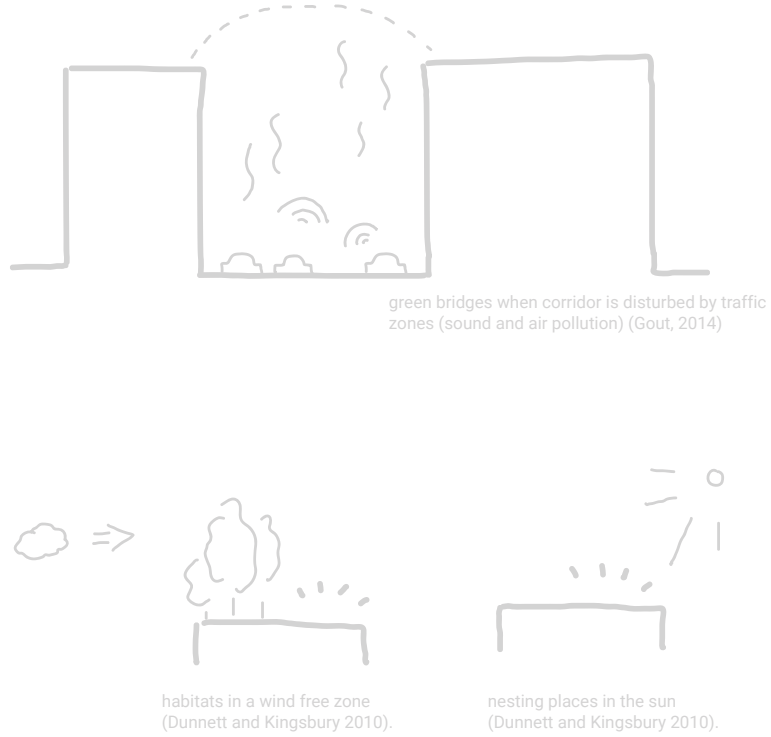 green bridges when corridor is disturbed by traffic
zones (sound and air pollution) (Gout, 2014)
habitats in a wind free zone
(Dunnett and Kingsbury 2010).
nesting places in the sun
(Dunnett and Kingsbury 2010).